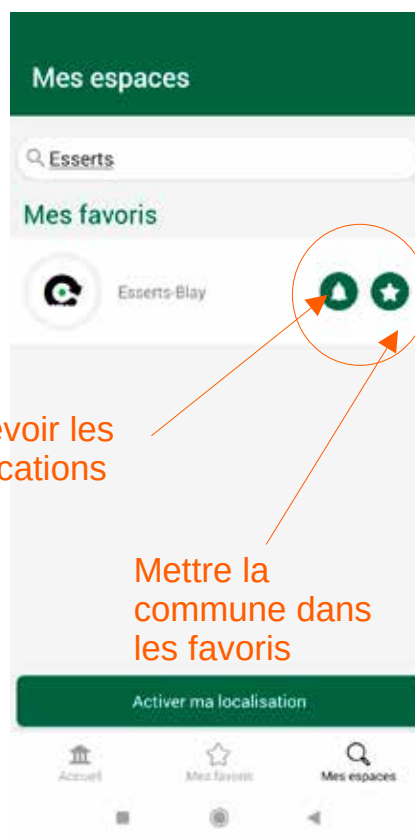 Mes espaces
Esserts
Mes favoris
Esserts-Blay
evoir les
cations
Mettre la
commune dans
les favoris
Activer ma localisation
Accueil
Mes favoris
Mes espaces